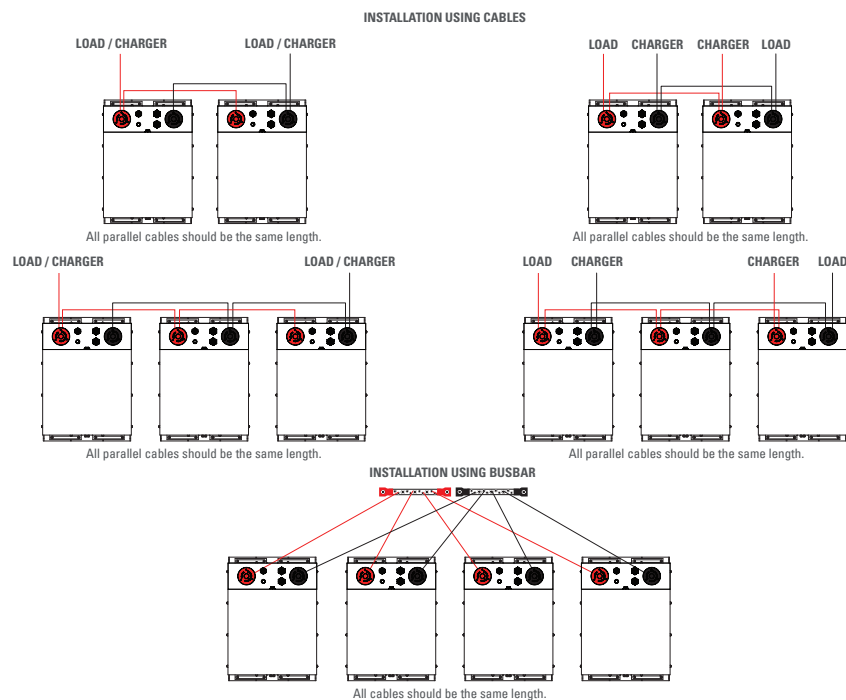 INSTALLATION USING CABLES
LOAD / CHARGER LOAD / CHARGER
LOAD CHARGER CHARGER LOAD
All parallel cables should be the same length.
All parallel cables should be the same length.
LOAD / CHARGER LOAD / CHARGER
LOAD CHARGER CHARGER LOAD
All parallel cables should be the same length.
All parallel cables should be the same length.
INSTALLATION USING BUSBAR
All cables should be the same length.